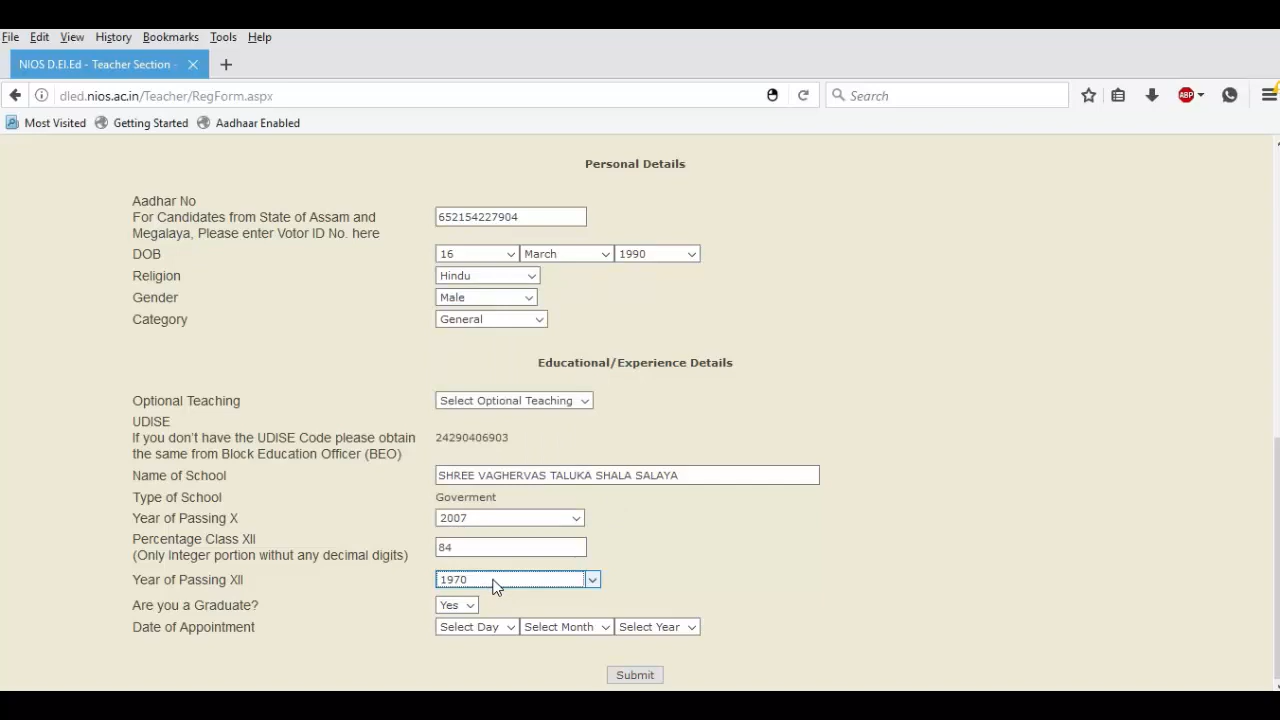 File Edit View History Bookmarks Tools Help
NIOS D.El.Ed - Teacher Section -
dled.nios.ac.in/Teacher/RegForm.aspx Search ABP
Most Visited Getting Started Aadhaar Enabled
Personal Details
Aadhar No
For Candidates from State of Assam and 652154227904
Megalaya, Please enter Votor ID No. here
DOB 16 March 1990
Religion Hindu
Gender Male
Category General
Educational/Experience Details
Optional Teaching Select Optional Teaching
UDISE
If you don't have the UDISE Code please obtain 24290406903
the same from Block Education Officer (BEO)
Name of School SHREE VAGHERVAS TALUKA SHALA SALAYA
Type of School Goverment
Year of Passing X 2007
Percentage Class XII 84
(Only Integer portion withut any decimal digits)
Year of Passing XII 1970
Are you a Graduate? Yes
Date of Appointment Select Day Select Month Select Year
Submit